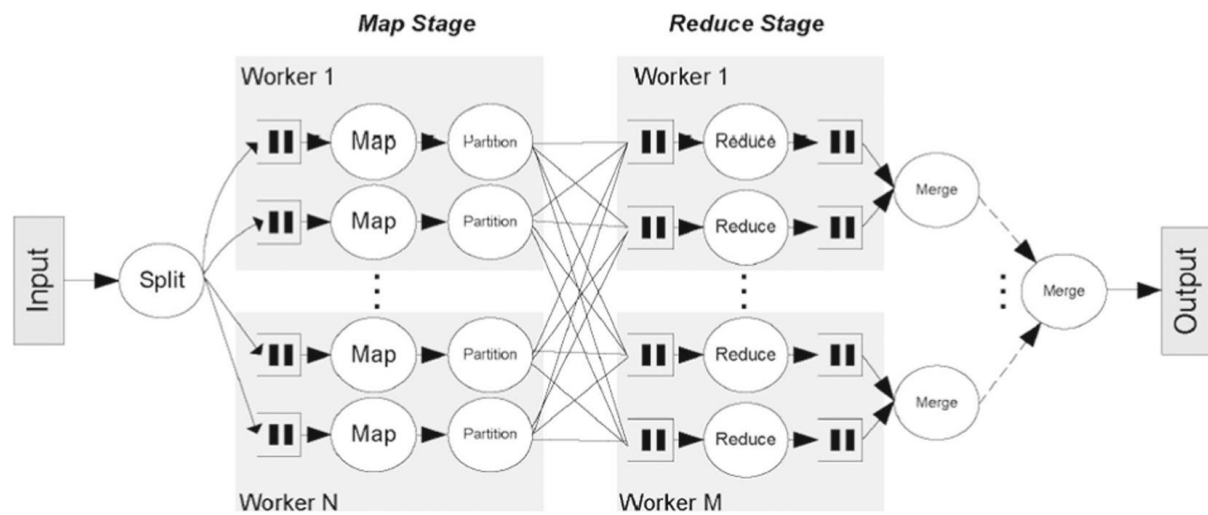 Map Stage
Reduce Stage
Worker 1
Worker 1
Map
Partition
Reduce
Map
Partition
Reduce
Merge
Input
Split
Merge
Output
Map
Partition
Reduce
Merge
Map
Partition
Reduce
Worker N
Worker M